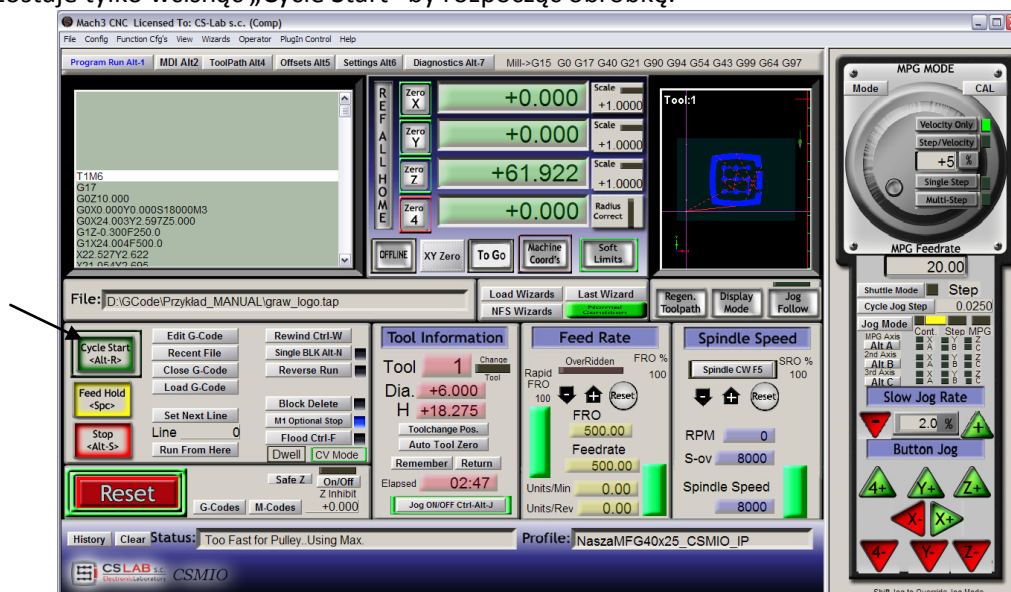 zostaje tylko wcisnąć „Cycle Start” by rozpocząć obróbkę.
Mach3 CNC Licensed To: CS-Lab s.c. (Comp)
File Config Function Cfg's View Wizards Operator PlugIn Control Help
Program Run Alt-1 MDI Alt2 ToolPath Alt4 Offsets Alt5 Settings Alt6 Diagnostics Alt-7 Mill->G15 G0 G17 G40 G21 G90 G94 G54 G43 G99 G64 G97
T1M6
G17
G0Z10.000
G0X0.000Y0.000S18000M3
G0X24.003Y2.597Z5.000
G1Z-0.300F250.0
G1X24.004F500.0
X22.527Y2.622
X21.054Y2.695
REF ALL HOME
Zero X +0.000 Scale +1.0000
Zero Y +0.000 Scale +1.0000
Zero Z +61.922 Scale +1.0000
Zero 4 +0.000 Radius Correct
OFFLINE XY Zero To Go Machine Coord's Soft Limits
Tool:1
File: D:\GCode\Przykład_MANUAL\graw_logo.tap
Load Wizards Last Wizard
NFS Wizards Normal Condition
Regen. Toolpath Display Mode Jog Follow
Cycle Start <Alt-R>
Feed Hold <Spc>
Stop <Alt-S>
Edit G-Code Rewind Ctrl-W
Recent File Single BLK Alt-N
Close G-Code Reverse Run
Load G-Code
Block Delete
Set Next Line M1 Optional Stop
Line 0 Flood Ctrl-F
Run From Here Dwell CV Mode
Reset
Safe Z On/Off
Z Inhibit
G-Codes M-Codes +0.000
Tool Information
Tool 1 Change Tool
Dia. +6.000
H +18.275
Toolchange Pos.
Auto Tool Zero
Remember Return
Elapsed 02:47
Jog ON/OFF Ctrl-Alt-J
Feed Rate
OverRidden FRO %
Rapid 100
FRO
100 Reset
FRO
500.00
Feedrate
500.00
Units/Min 0.00
Units/Rev 0.00
Spindle Speed
Spindle CW F5 SRO %
100
Reset
RPM 0
S-ov 8000
Spindle Speed
8000
History Clear Status: Too Fast for Pulley..Using Max. Profile: NaszaMFG40x25_CSMIO_IP
CSLAB s.c.
Electronic Laboratory CSMIO
MPG MODE
Mode CAL
Velocity Only
Step/Velocity
+5 %
Single Step
Multi-Step
MPG Feedrate
20.00
Shuttle Mode Step
Cycle Jog Step 0.0250
Jog Mode Cont. Step MPG
MPG Axis X Y Z
Alt A A B C
2nd Axis X Y Z
Alt B A B C
3rd Axis X Y Z
Alt C A B C
Slow Jog Rate
- 2.0 % +
Button Jog
4+ Y+ Z+
X- X+
4- Y- Z-
Shift Jog to Override Jog Mode